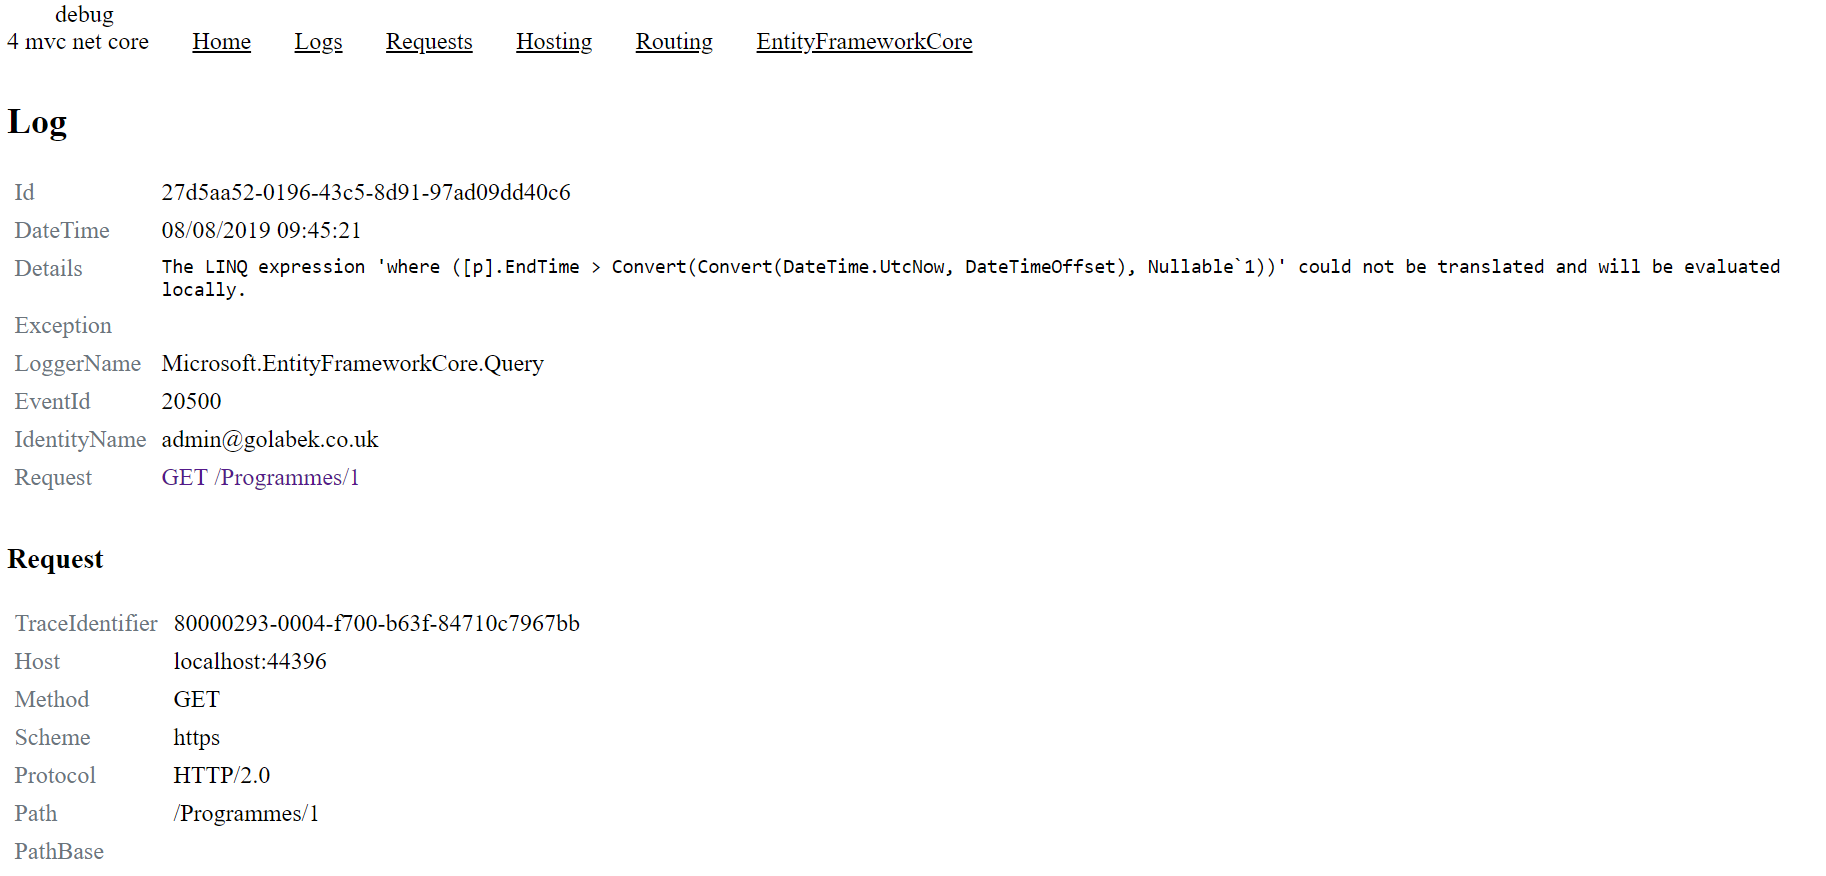 debug
4 mvc net core Home Logs Requests Hosting Routing EntityFrameworkCore
Log
Id 27d5aa52-0196-43c5-8d91-97ad09dd40c6
DateTime 08/08/2019 09:45:21
Details The LINQ expression 'where ([p].EndTime > Convert(Convert(DateTime.UtcNow, DateTimeOffset), Nullable`1))' could not be translated and will be evaluated
locally.
Exception
LoggerName Microsoft.EntityFrameworkCore.Query
EventId 20500
IdentityName admin@golabek.co.uk
Request GET /Programmes/1
Request
TraceIdentifier 80000293-0004-f700-b63f-84710c7967bb
Host localhost:44396
Method GET
Scheme https
Protocol HTTP/2.0
Path /Programmes/1
PathBase